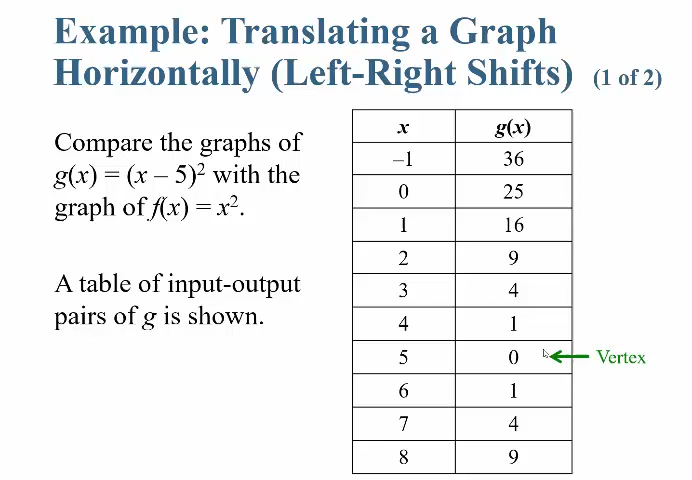 Example: Translating a Graph
Horizontally (Left-Right Shifts) (1 of 2)
Compare the graphs of
g(x) = (x – 5)² with the
graph of f(x) = x².
A table of input-output
pairs of g is shown.
x g(x)
–1 36
0 25
1 16
2 9
3 4
4 1
5 0 Vertex
6 1
7 4
8 9